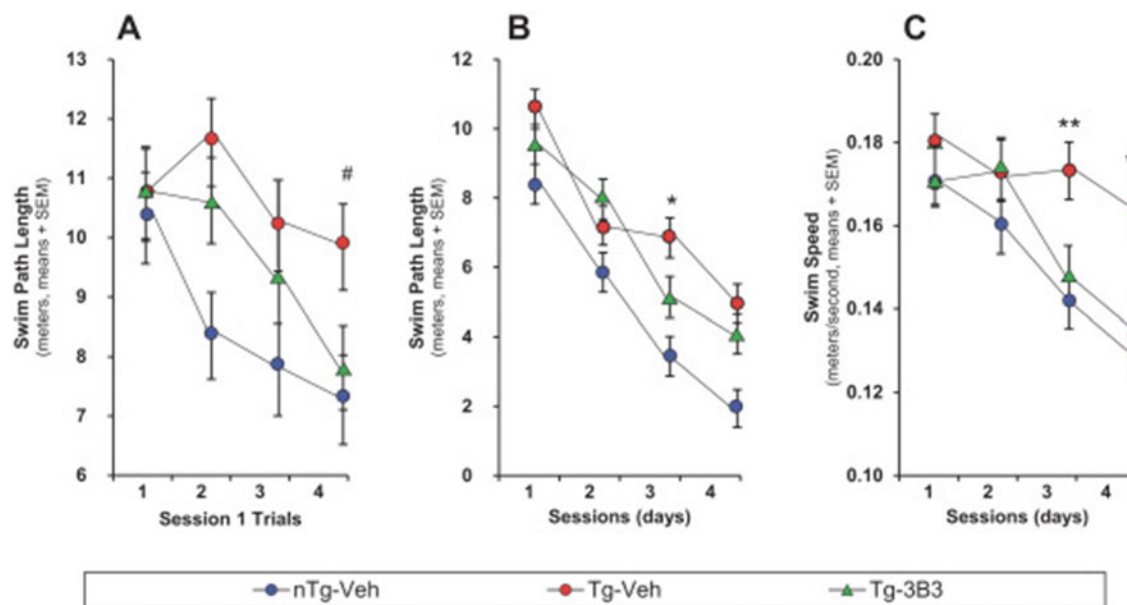 A
B
C
Swim Path Length
(meters, means + SEM)
13
12
11
10
9
8
7
6
#
1 2 3 4
Session 1 Trials
Swim Path Length
(meters, means + SEM)
12
10
8
6
4
2
0
*
1 2 3 4
Sessions (days)
Swim Speed
(meters/second, means + SEM)
0.20
0.18
0.16
0.14
0.12
0.10
**
1 2 3 4
Sessions (days)
nTg-Veh Tg-Veh Tg-3B3